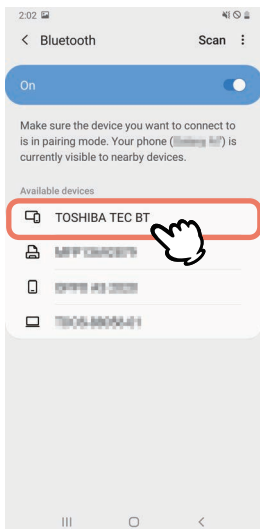 2:02
Bluetooth Scan
On
Make sure the device you want to connect to
is in pairing mode. Your phone ( ) is
currently visible to nearby devices.
Available devices
TOSHIBA TEC BT